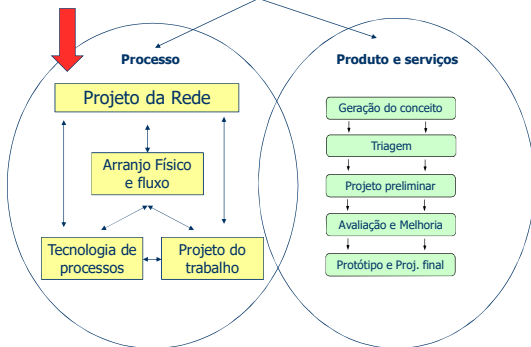 Processo
Projeto da Rede
Arranjo Físico
e fluxo
Tecnologia de
processos
Projeto do
trabalho
Produto e serviços
Geração do conceito
Triagem
Projeto preliminar
Avaliação e Melhoria
Protótipo e Proj. final